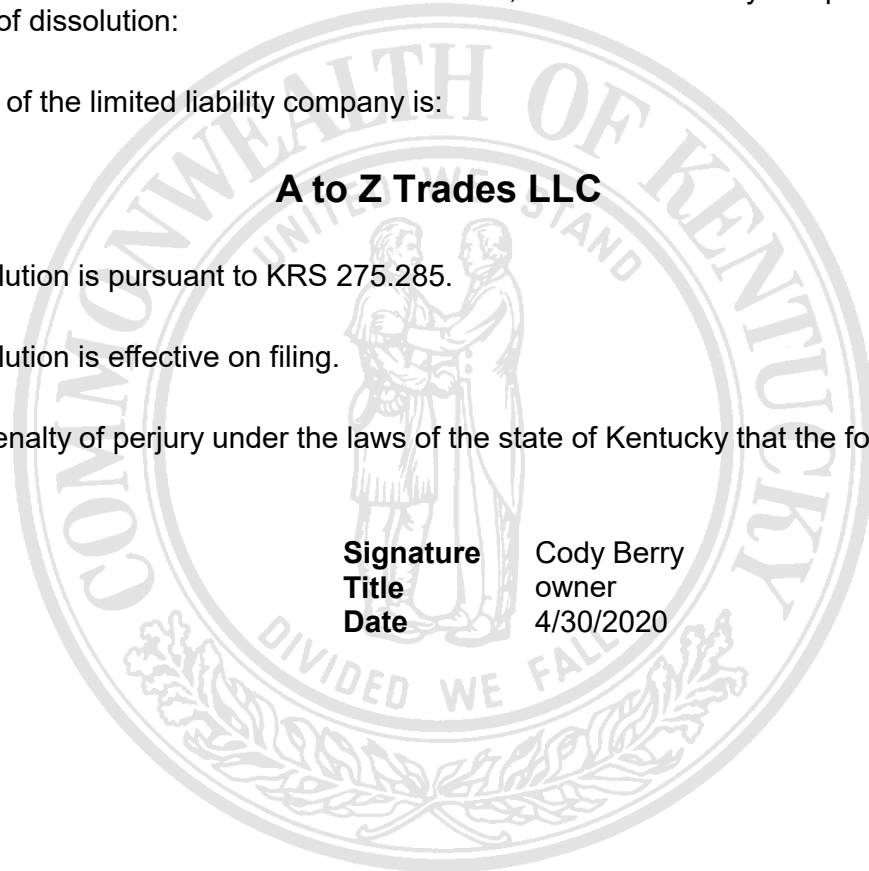 of dissolution:
of the limited liability company is:
A to Z Trades LLC
lution is pursuant to KRS 275.285.
lution is effective on filing.
enalty of perjury under the laws of the state of Kentucky that the fo
Signature Cody Berry
Title owner
Date 4/30/2020
COMMONWEALTH OF KENTUCKY
UNITED WE STAND
DIVIDED WE FALL